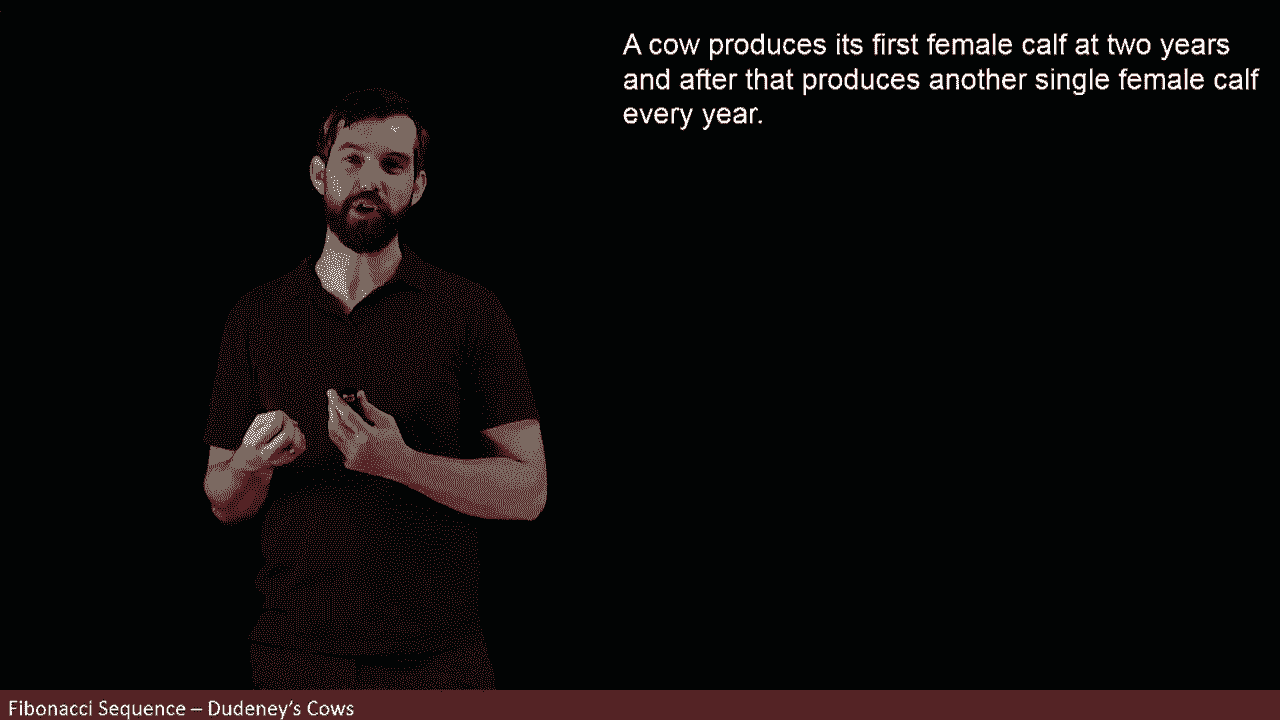 A cow produces its first female calf at two years
and after that produces another single female calf
every year.
Fibonacci Sequence – Dudeney's Cows